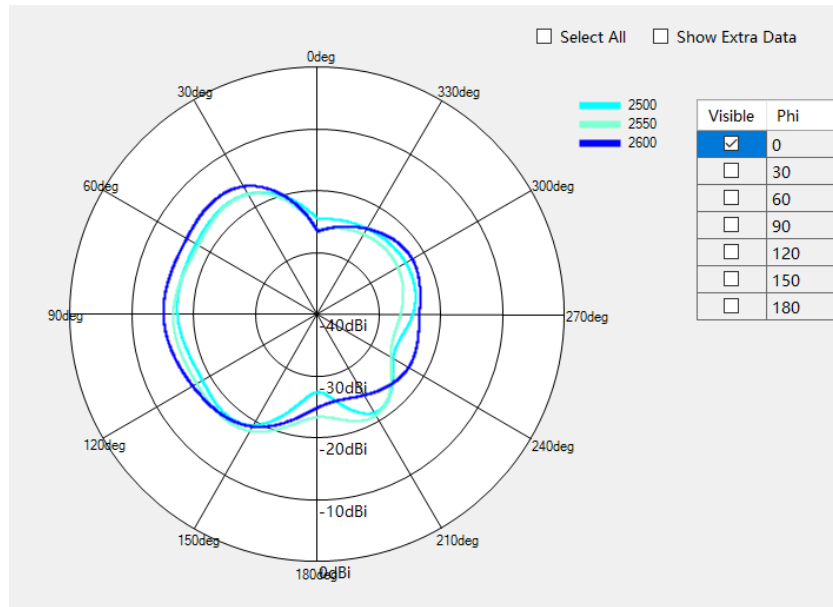 Select All
Show Extra Data
0deg
30deg
330deg
2500
2550
2600
Visible
Phi
0
30
60
90
120
150
180
60deg
300deg
90deg
270deg
-40dBi
-30dBi
120deg
240deg
-20dBi
-10dBi
150deg
210deg
180deg
0dBi